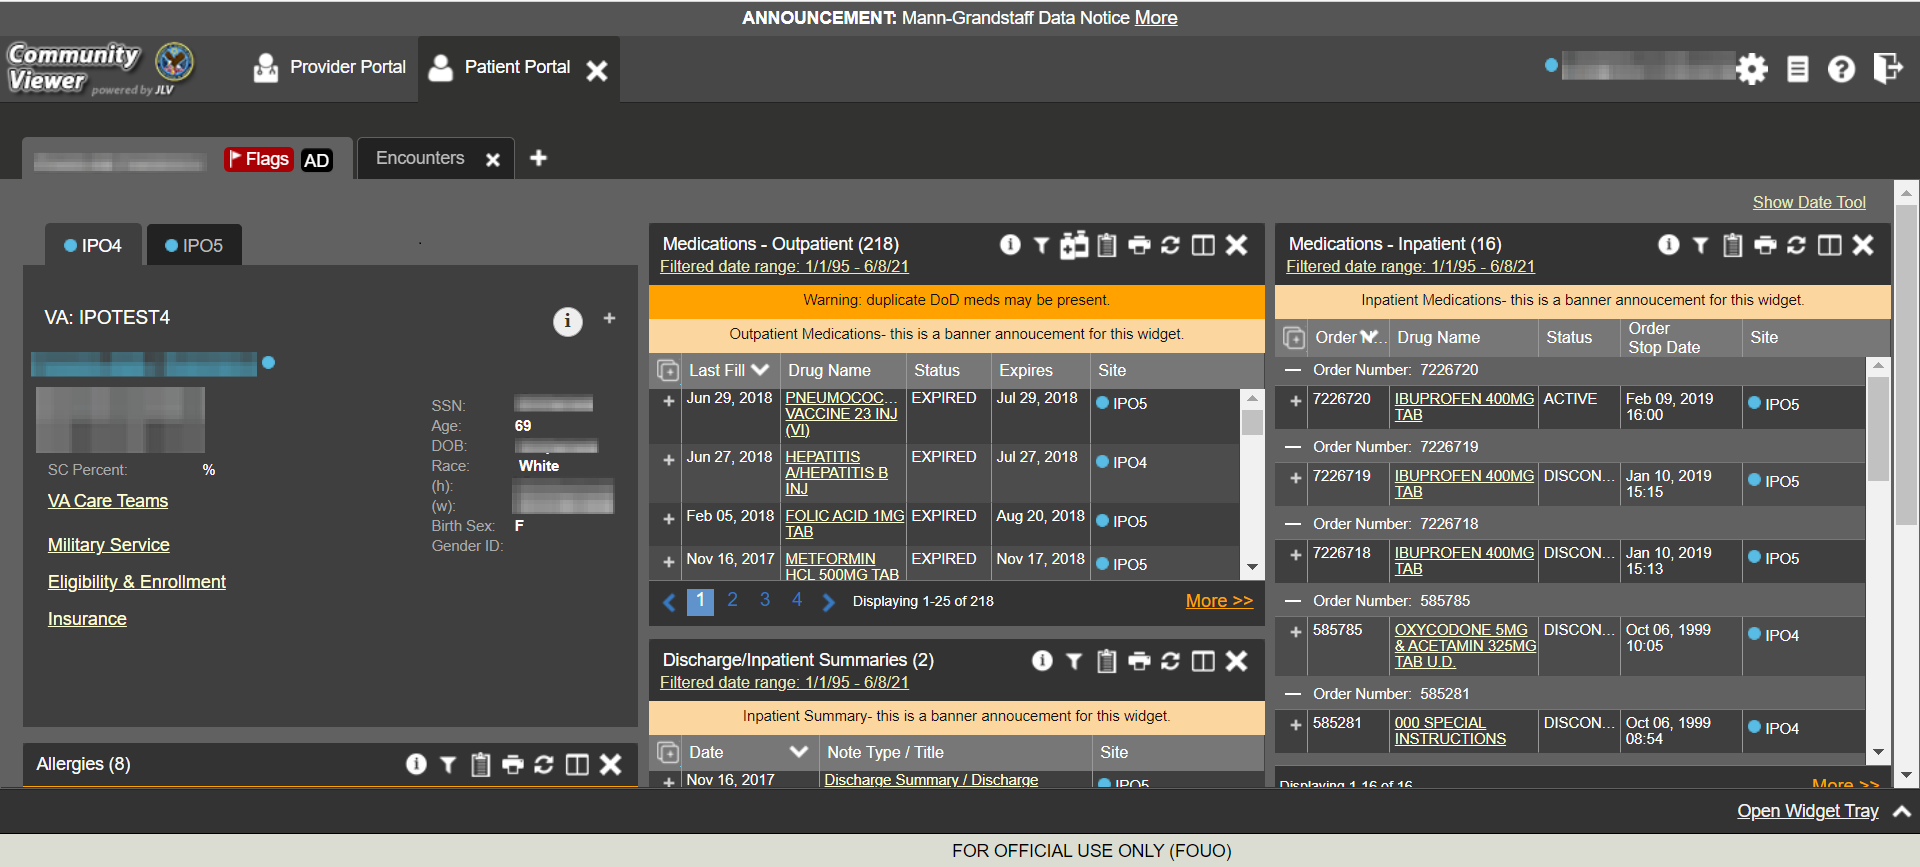 ANNOUNCEMENT: Mann-Grandstaff Data Notice More
Community
Viewer
powered by JLV
Provider Portal
Patient Portal
Flags
AD
Encounters
Show Date Tool
IPO4
IPO5
VA: IPOTEST4
SSN:
Age: 69
DOB:
Race: White
(h):
(w):
Birth Sex: F
Gender ID:
SC Percent: %
VA Care Teams
Military Service
Eligibility & Enrollment
Insurance
Allergies (8)
Medications - Outpatient (218)
Filtered date range: 1/1/95 - 6/8/21
Warning: duplicate DoD meds may be present.
Outpatient Medications- this is a banner annoucement for this widget.
Last Fill Drug Name Status Expires Site
Jun 29, 2018 PNEUMOCOC... EXPIRED Jul 29, 2018 IPO5
VACCINE 23 INJ
(VI)
Jun 27, 2018 HEPATITIS EXPIRED Jul 27, 2018 IPO4
A/HEPATITIS B
INJ
Feb 05, 2018 FOLIC ACID 1MG EXPIRED Aug 20, 2018 IPO5
TAB
Nov 16, 2017 METFORMIN EXPIRED Nov 17, 2018 IPO5
HCL 500MG TAB
1 2 3 4 Displaying 1-25 of 218 More >>
Discharge/Inpatient Summaries (2)
Filtered date range: 1/1/95 - 6/8/21
Inpatient Summary- this is a banner annoucement for this widget.
Date Note Type / Title Site
Nov 16, 2017 Discharge Summary / Discharge IPO5
Medications - Inpatient (16)
Filtered date range: 1/1/95 - 6/8/21
Inpatient Medications- this is a banner annoucement for this widget.
Order ... Drug Name Status Order Site
Stop Date
Order Number: 7226720
7226720 IBUPROFEN 400MG ACTIVE Feb 09, 2019 IPO5
TAB 16:00
Order Number: 7226719
7226719 IBUPROFEN 400MG DISCON... Jan 10, 2019 IPO5
TAB 15:15
Order Number: 7226718
7226718 IBUPROFEN 400MG DISCON... Jan 10, 2019 IPO5
TAB 15:13
Order Number: 585785
585785 OXYCODONE 5MG DISCON... Oct 06, 1999 IPO4
& ACETAMIN 325MG 10:05
TAB U.D.
Order Number: 585281
585281 000 SPECIAL DISCON... Oct 06, 1999 IPO4
INSTRUCTIONS 08:54
Displaying 1-16 of 16 More >>
Open Widget Tray
FOR OFFICIAL USE ONLY (FOUO)